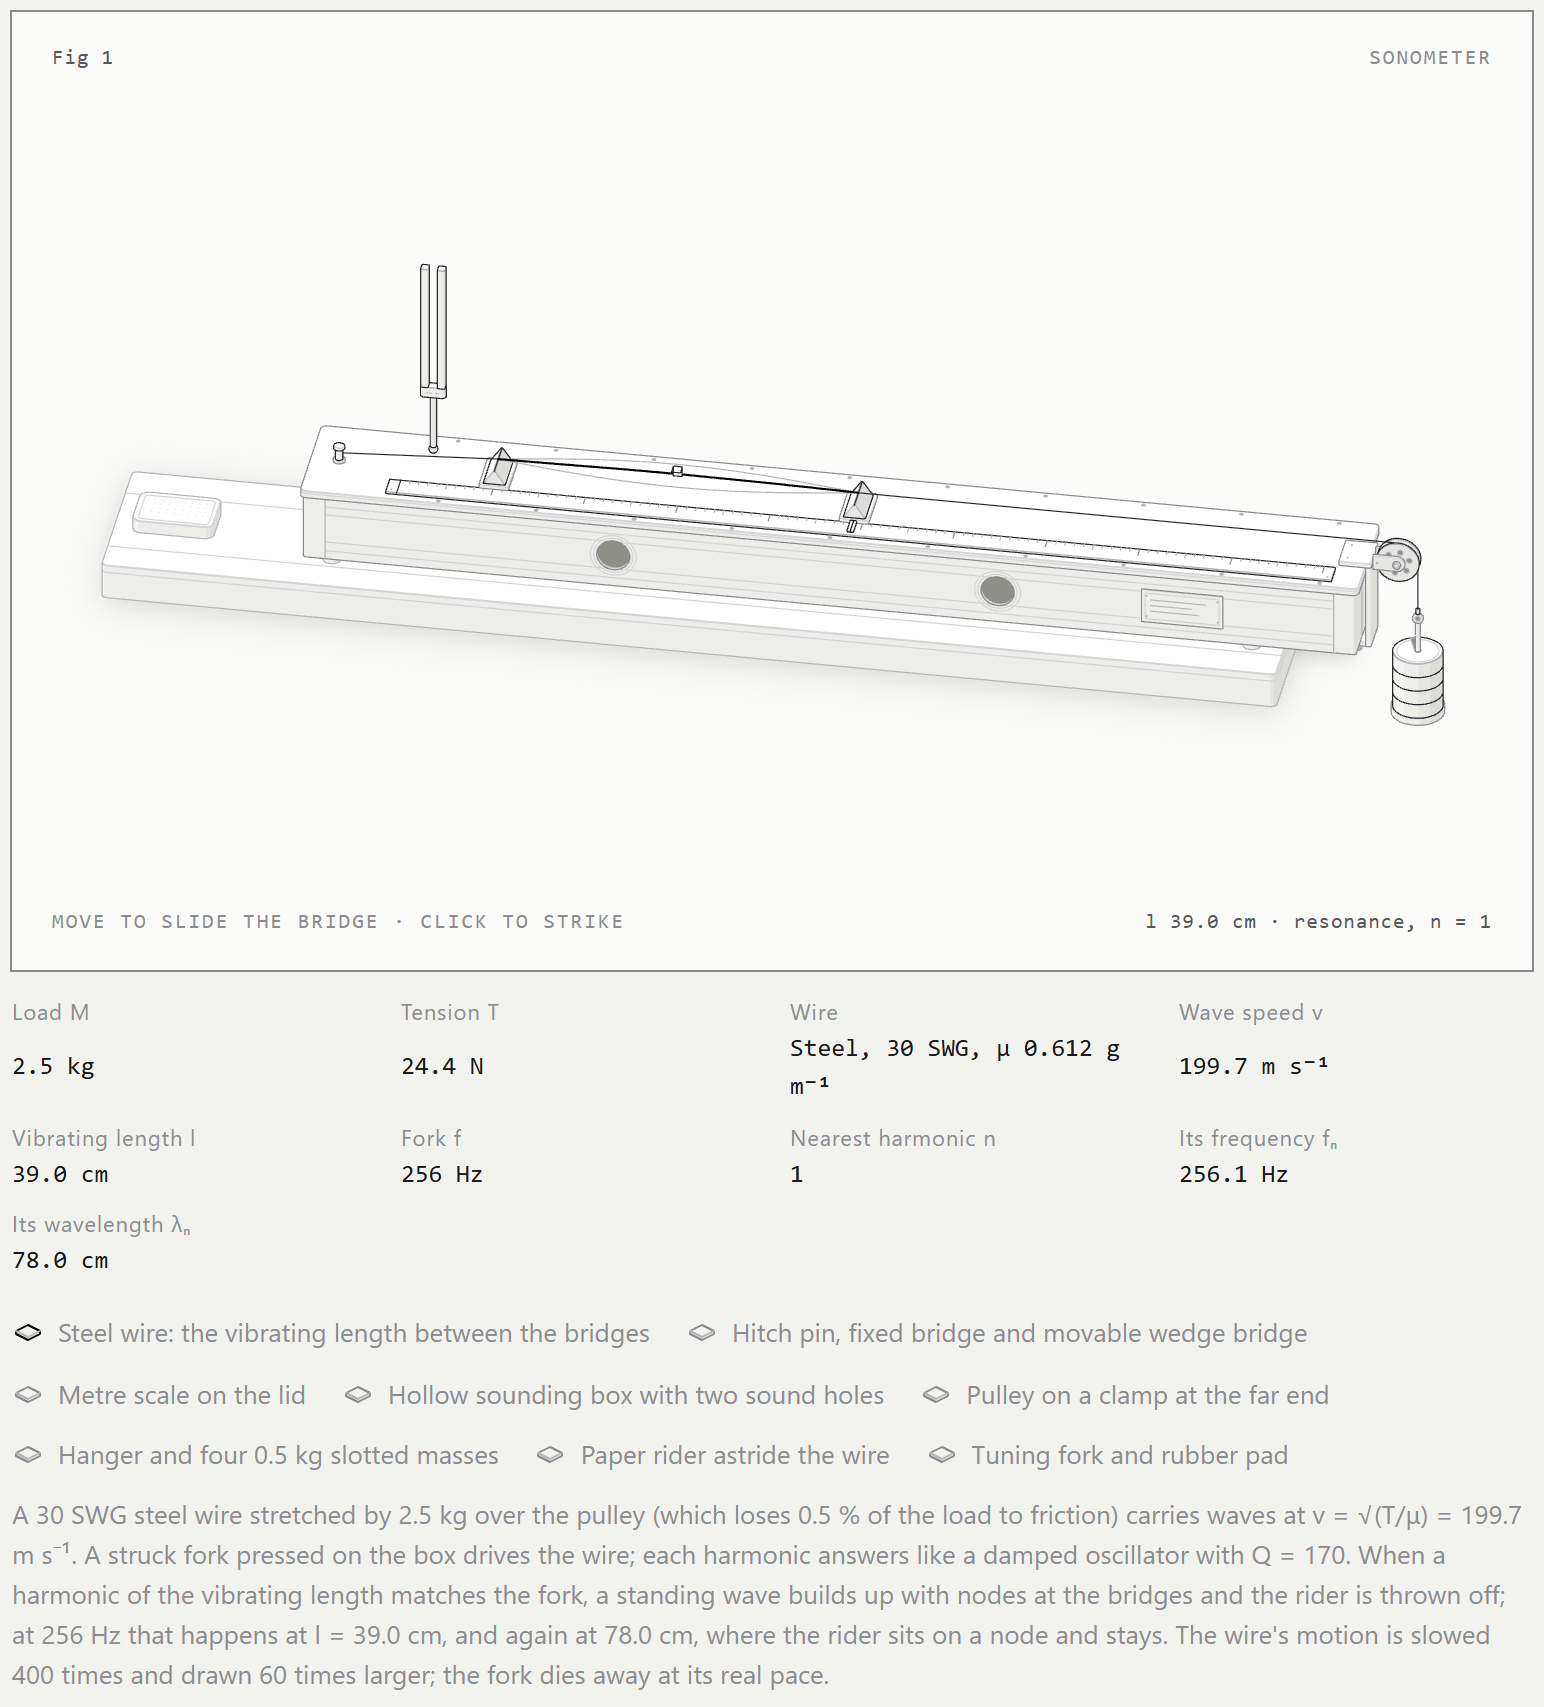 Fig 1
SONOMETER
MOVE TO SLIDE THE BRIDGE · CLICK TO STRIKE
l 39.0 cm · resonance, n = 1
Load M
Tension T
Wire
Wave speed v
2.5 kg
24.4 N
Steel, 30 SWG, μ 0.612 g
m⁻¹
199.7 m s⁻¹
Vibrating length l
Fork f
Nearest harmonic n
Its frequency fₙ
39.0 cm
256 Hz
1
256.1 Hz
Its wavelength λₙ
78.0 cm
Steel wire: the vibrating length between the bridges
Hitch pin, fixed bridge and movable wedge bridge
Metre scale on the lid
Hollow sounding box with two sound holes
Pulley on a clamp at the far end
Hanger and four 0.5 kg slotted masses
Paper rider astride the wire
Tuning fork and rubber pad
A 30 SWG steel wire stretched by 2.5 kg over the pulley (which loses 0.5 % of the load to friction) carries waves at v = √(T/μ) = 199.7
m s⁻¹. A struck fork pressed on the box drives the wire; each harmonic answers like a damped oscillator with Q = 170. When a
harmonic of the vibrating length matches the fork, a standing wave builds up with nodes at the bridges and the rider is thrown off;
at 256 Hz that happens at l = 39.0 cm, and again at 78.0 cm, where the rider sits on a node and stays. The wire's motion is slowed
400 times and drawn 60 times larger; the fork dies away at its real pace.